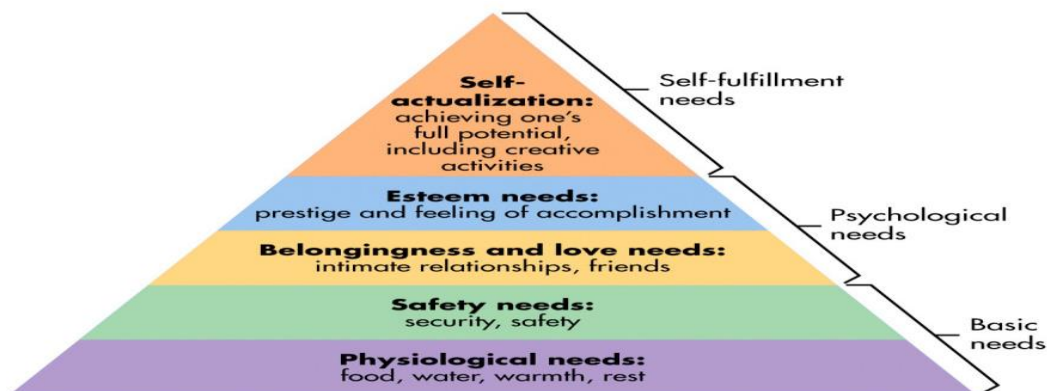 Self-
actualization:
achieving one's
full potential,
including creative
activities
Self-fulfillment
needs
Esteem needs:
prestige and feeling of accomplishment
Psychological
needs
Belongingness and love needs:
intimate relationships, friends
Safety needs:
security, safety
Basic
needs
Physiological needs:
food, water, warmth, rest